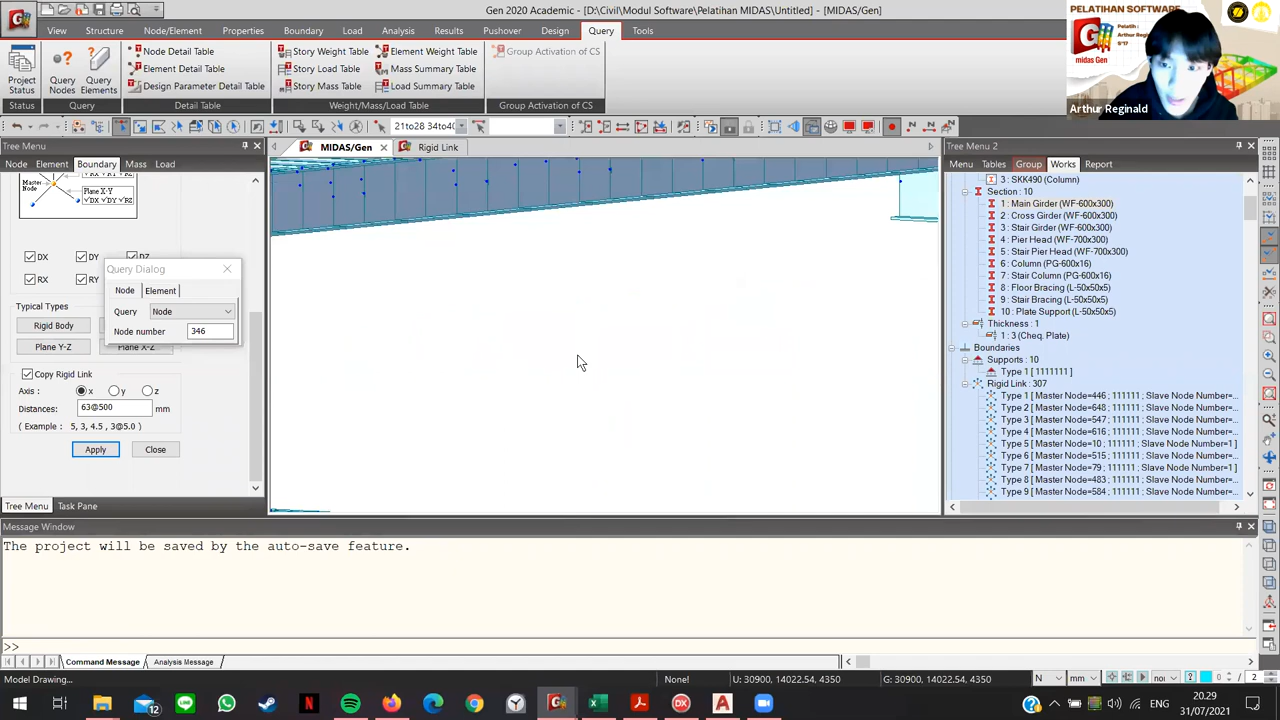 Gen 2020 Academic - [D:\Civil\Modul Software\Pelatihan MIDAS\Untitled] - [MIDAS/Gen]
View Structure Node/Element Properties Boundary Load Analysis Results Pushover Design Query Tools
Project Status
Query Nodes
Query Elements
Node Detail Table
Element Detail Table
Design Parameter Detail Table
Story Weight Table
Story Load Table
Story Mass Table
Element Weight Table
Mass Summary Table
Load Summary Table
Group Activation of CS
Status Query Detail Table Weight/Mass/Load Table Group Activation of CS
PELATIHAN SOFTWARE
midas Gen
Arthur Reginald
21to28 34to40
Tree Menu
Node Element Boundary Mass Load
Master Node
Plane X-Y
DX DY DZ
RX RY
Query Dialog
Node Element
Query Node
Node number 346
Typical Types
Rigid Body
Plane Y-Z Plane X-Z
Copy Rigid Link
Axis : x y z
Distances: 63@500 mm
( Example : 5, 3, 4.5 , 3@5.0 )
Apply Close
Tree Menu Task Pane
MIDAS/Gen Rigid Link
Tree Menu 2
Menu Tables Group Works Report
3 : SKK490 (Column)
Section : 10
1 : Main Girder (WF-600x300)
2 : Cross Girder (WF-600x300)
3 : Stair Girder (WF-600x300)
4 : Pier Head (WF-700x300)
5 : Stair Pier Head (WF-700x300)
6 : Column (PG-600x16)
7 : Stair Column (PG-600x16)
8 : Floor Bracing (L-50x50x5)
9 : Stair Bracing (L-50x50x5)
10 : Plate Support (L-50x50x5)
Thickness : 1
1 : 3 (Cheq. Plate)
Boundaries
Supports : 10
Type 1 [ 1111111 ]
Rigid Link : 307
Type 1 [ Master Node=446 ; 111111 ; Slave Node Number=...
Type 2 [ Master Node=648 ; 111111 ; Slave Node Number=...
Type 3 [ Master Node=547 ; 111111 ; Slave Node Number=...
Type 4 [ Master Node=616 ; 111111 ; Slave Node Number=...
Type 5 [ Master Node=10 ; 111111 ; Slave Node Number=1 ]
Type 6 [ Master Node=515 ; 111111 ; Slave Node Number=...
Type 7 [ Master Node=79 ; 111111 ; Slave Node Number=1 ]
Type 8 [ Master Node=483 ; 111111 ; Slave Node Number=...
Type 9 [ Master Node=584 ; 111111 ; Slave Node Number=...
Message Window
The project will be saved by the auto-save feature.
>>
Command Message Analysis Message
Model Drawing... None! U: 30900, 14022.54, 4350 G: 30900, 14022.54, 4350 N mm nor / 2
12
ENG
20.29
31/07/2021